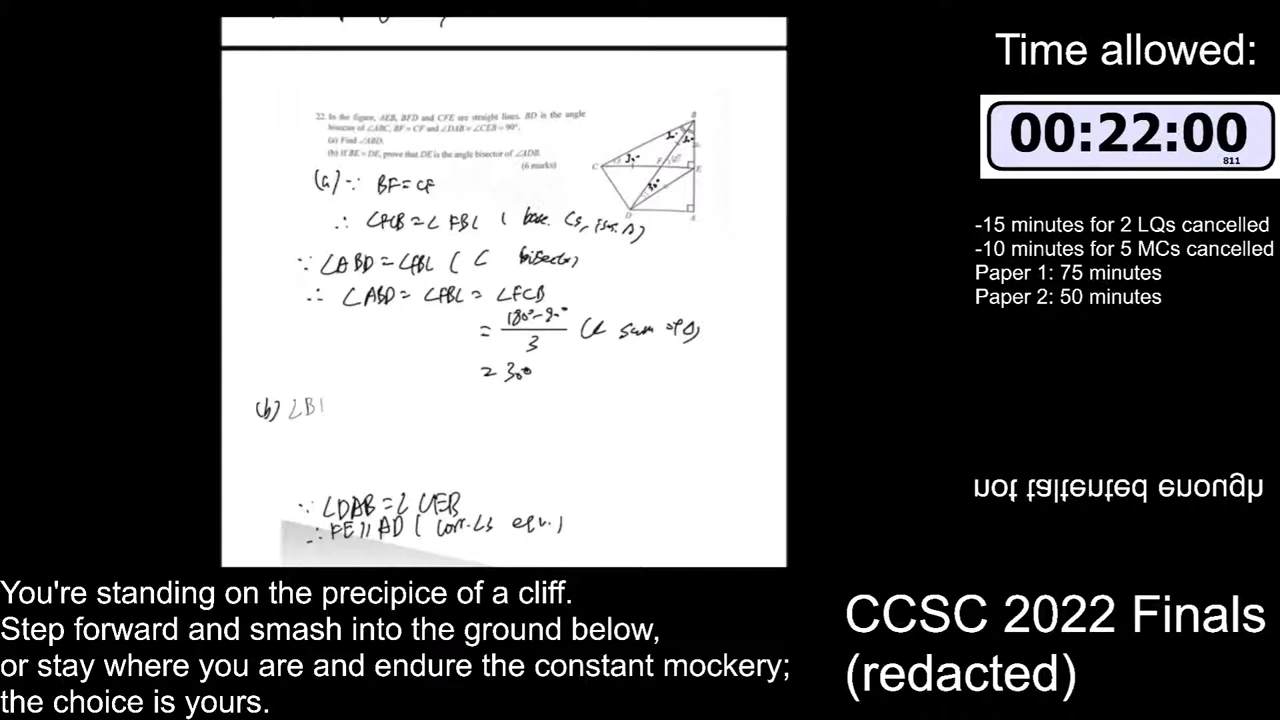 22. In the figure, AEB, BFD and CFE are straight lines. BD is the angle
bisector of ∠ABC, BF = CF and ∠DAB = ∠CEB = 90°.
(a) Find ∠ABD.
(b) If BE = DE, prove that DE is the angle bisector of ∠ADB.
(6 marks)
B
C
F
E
D
A
30°
30°
(a) ∵ BF = CF
∴ ∠FCB = ∠FBC (base ∠s, isos. Δ)
∵ ∠ABD = ∠FBC (∠ bisector)
∴ ∠ABD = ∠FBC = ∠FCB
= 180° - 90° / 3 (∠ sum of Δ)
= 30°
(b) ∠B
∵ ∠DAB = ∠CEB
∴ FE // AD (corr. ∠s equ.)
Time allowed:
00:22:00
811
-15 minutes for 2 LQs cancelled
-10 minutes for 5 MCs cancelled
Paper 1: 75 minutes
Paper 2: 50 minutes
not taltented enough
You're standing on the precipice of a cliff.
Step forward and smash into the ground below,
or stay where you are and endure the constant mockery;
the choice is yours.
CCSC 2022 Finals
(redacted)